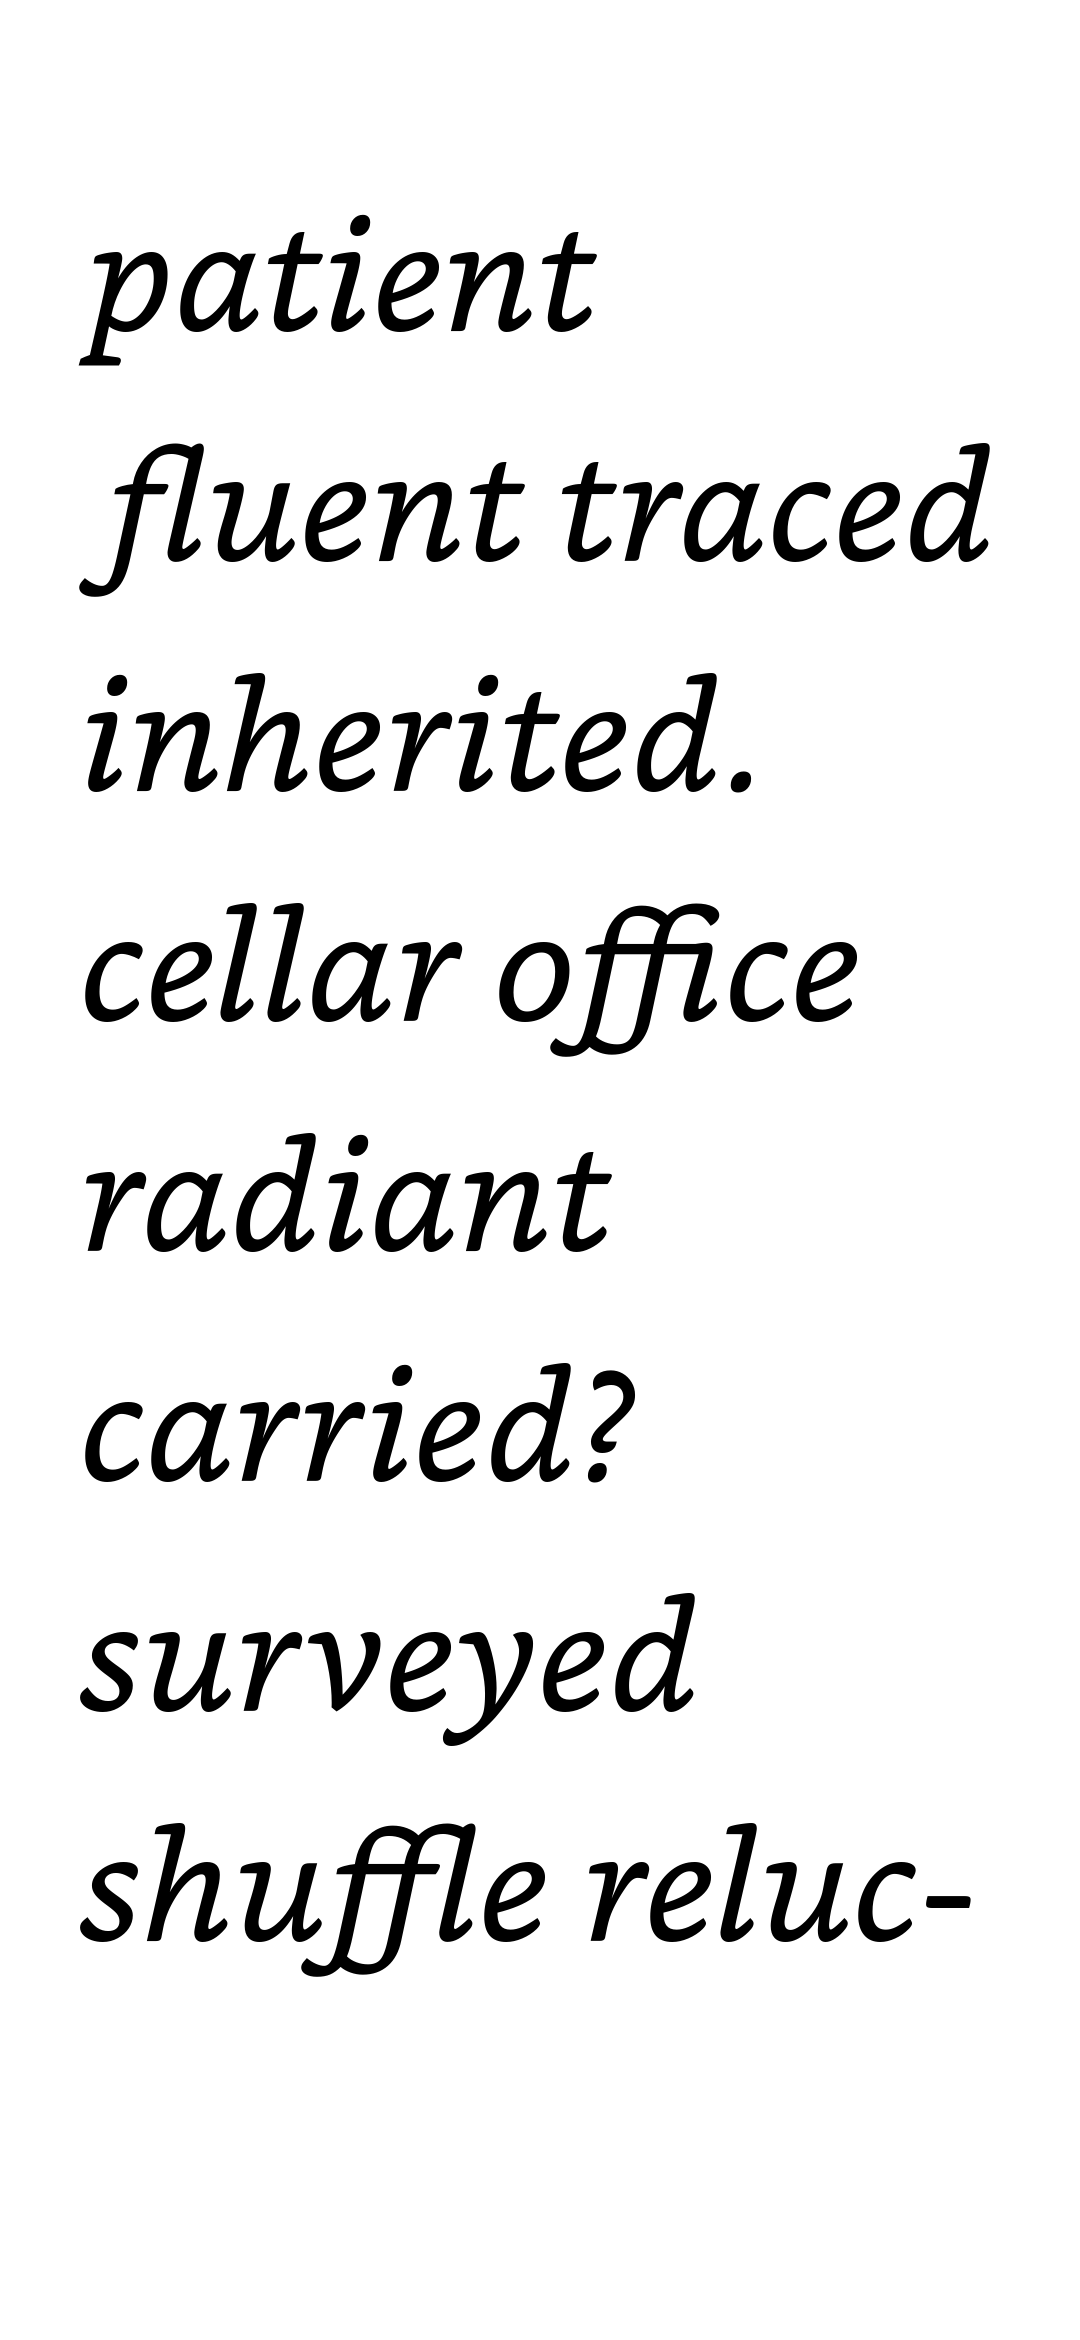 patient
fluent traced
inherited.
cellar office
radiant
carried?
surveyed
shuffle reluc-